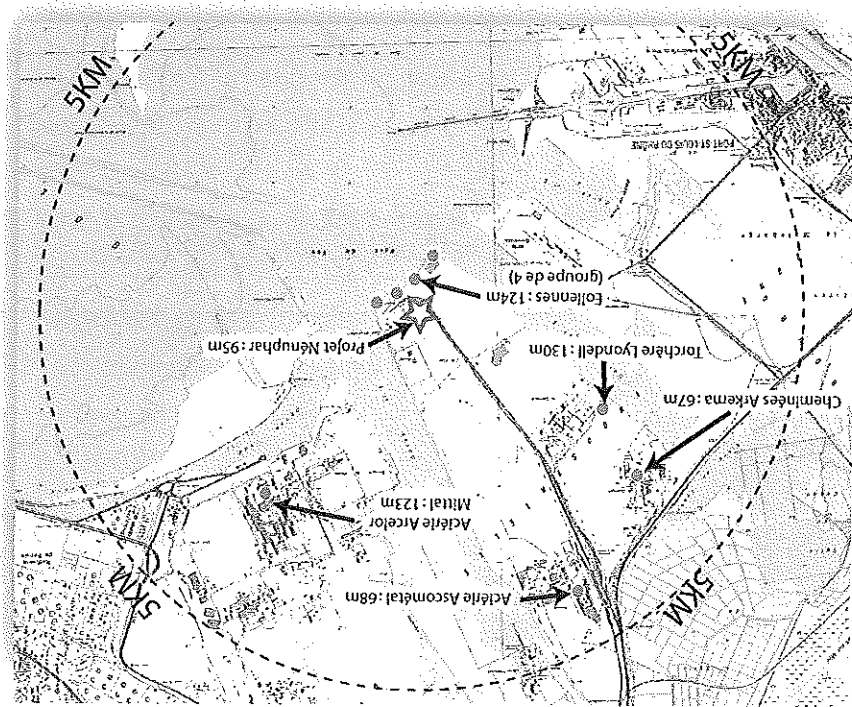 5KM
5KM
Aciérie Ascométal : 68m
Aciérie Arcelor
Mittal : 123m
Cheminées Arkema : 67m
Torchère Lyondell : 130m
Projet Nénuphar : 95m
Eoliennes : 124m
(groupe de 4)
PORT ST LOUIS DU RHÔNE
5KM
5KM